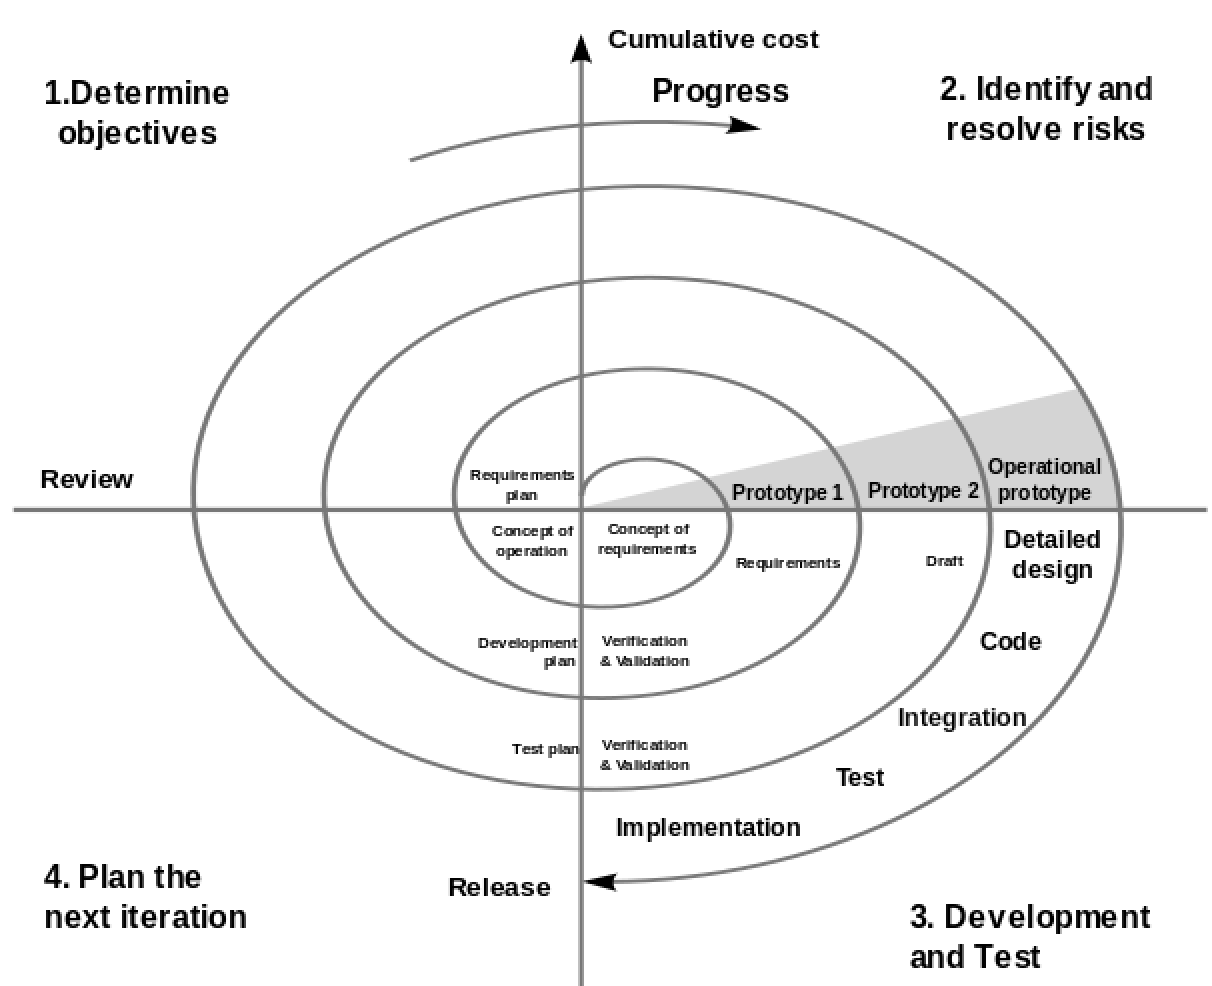 Cumulative cost
Progress
1.Determine
objectives
2. Identify and
resolve risks
Review
Requirements
plan
Prototype 1
Prototype 2
Operational
prototype
Concept of
operation
Concept of
requirements
Requirements
Draft
Detailed
design
Development
plan
Verification
& Validation
Code
Integration
Test plan
Verification
& Validation
Test
Implementation
Release
4. Plan the
next iteration
3. Development
and Test